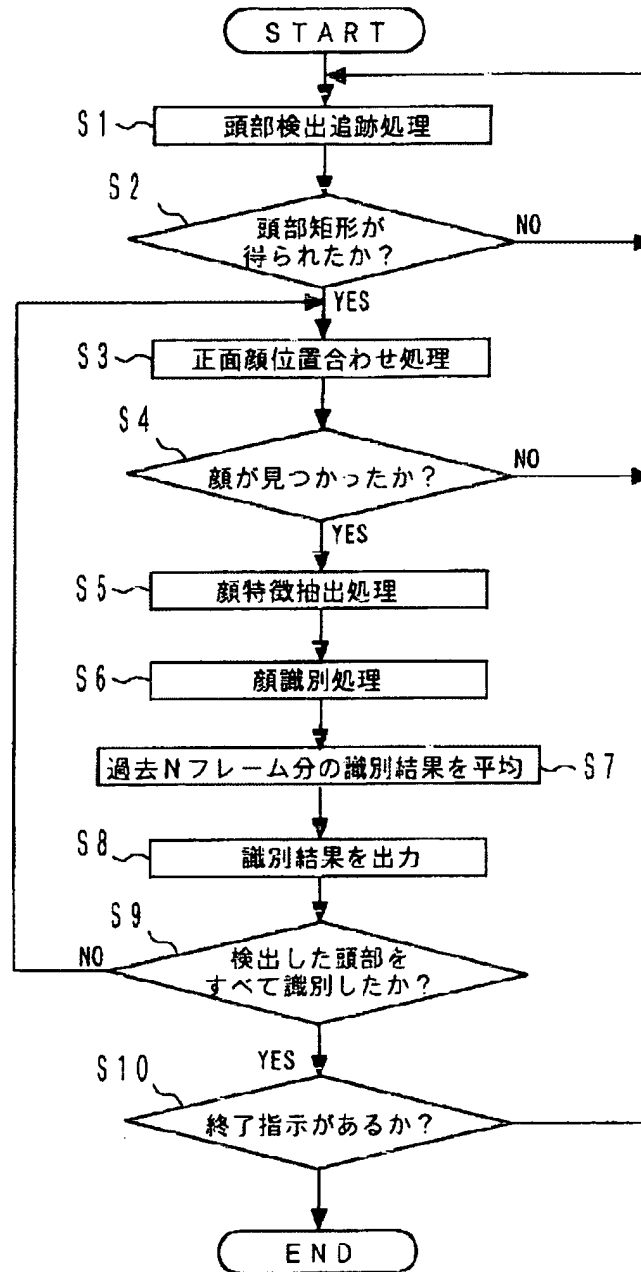 START
S1
頭部検出追跡処理
S2
頭部矩形が
得られたか?
NO
YES
S3
正面顔位置合わせ処理
S4
顔が見つかったか?
NO
YES
S5
顔特徴抽出処理
S6
顔識別処理
過去Nフレーム分の識別結果を平均
S7
S8
識別結果を出力
S9
NO
検出した頭部を
すべて識別したか?
YES
S10
終了指示があるか?
END